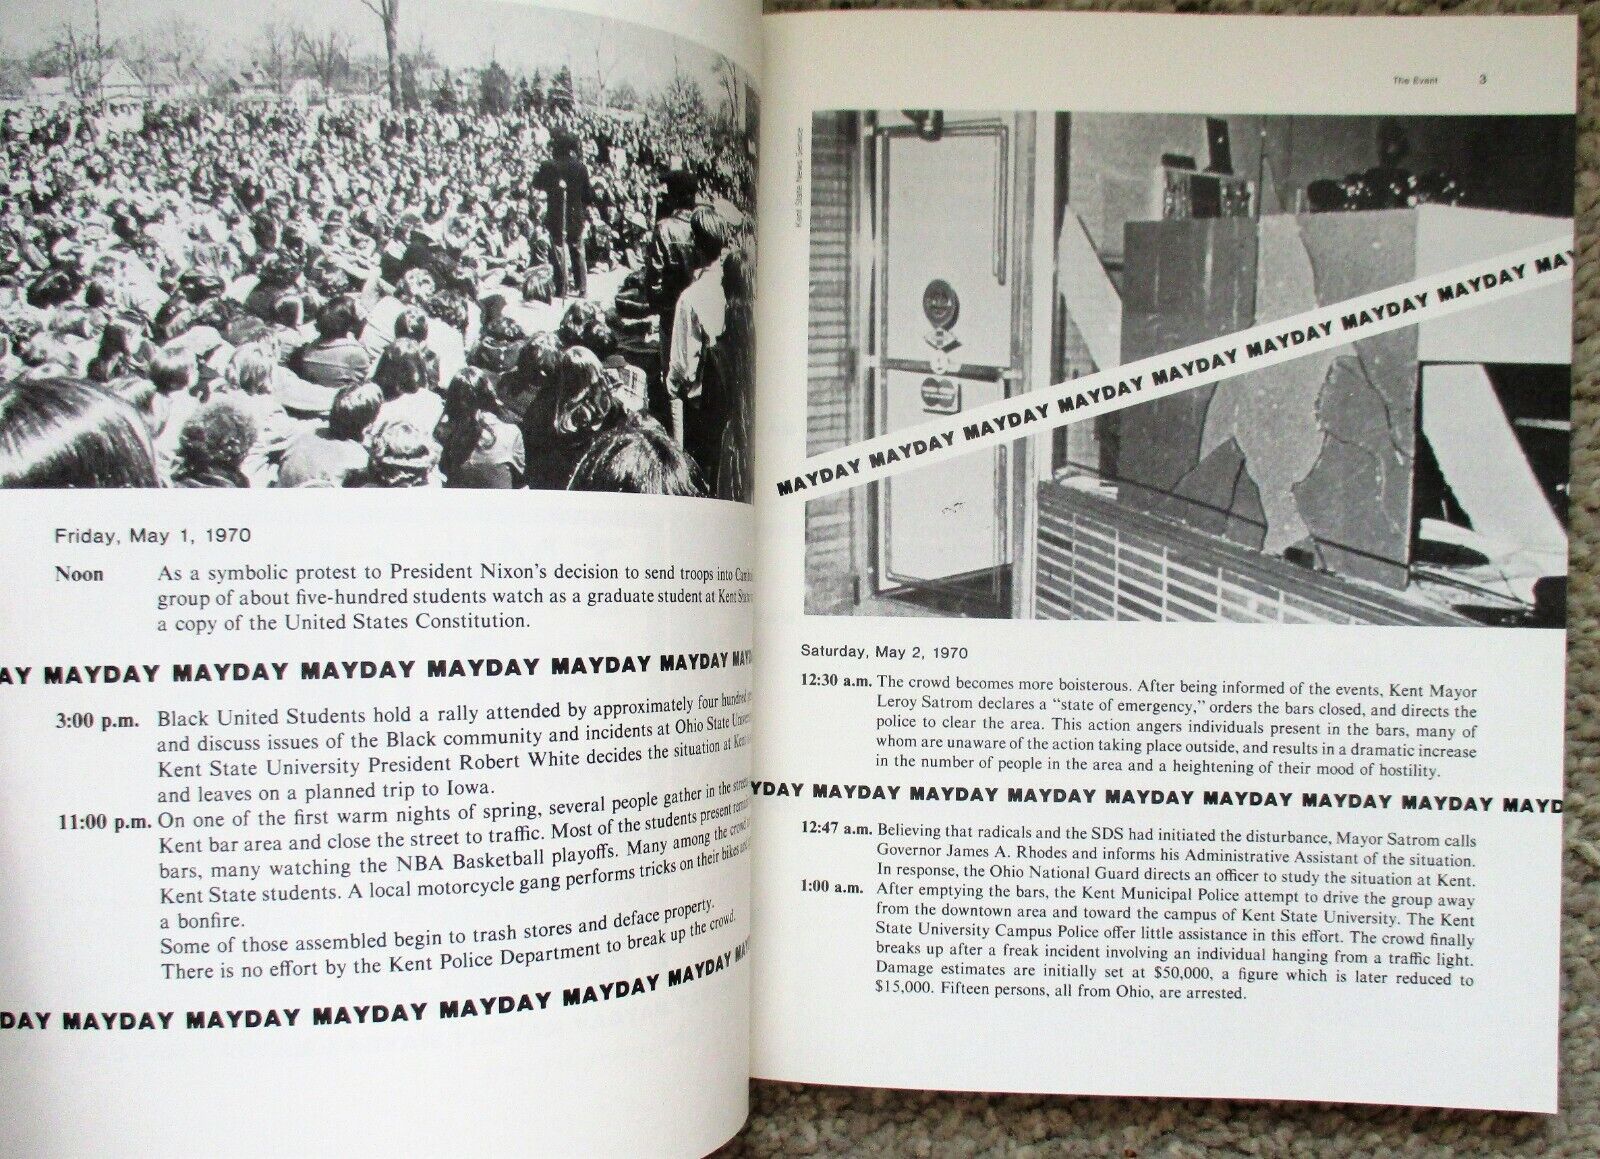 Friday, May 1, 1970
Noon As a symbolic protest to President Nixon's decision to send troops into
group of about five-hundred students watch as a graduate student at Kent
a copy of the United States Constitution.
AY MAYDAY MAYDAY MAYDAY MAYDAY MAYDAY MAYDAY MAY
3:00 p.m. Black United Students hold a rally attended by approximately four hundred
and discuss issues of the Black community and incidents at Ohio State
Kent State University President Robert White decides the situation at
and leaves on a planned trip to Iowa.
11:00 p.m. On one of the first warm nights of spring, several people gather in the
Kent bar area and close the street to traffic. Most of the students present
bars, many watching the NBA Basketball playoffs. Many among the crowd
Kent State students. A local motorcycle gang performs tricks on their bikes
a bonfire.
Some of those assembled begin to trash stores and deface property.
There is no effort by the Kent Police Department to break up the crowd.
DAY MAYDAY MAYDAY MAYDAY MAYDAY MAYDAY MAYDAY
The Event 3
Kent State News Service
MAYDAY MAYDAY MAYDAY MAYDAY MAYDAY MAYDAY MAYDAY MAYDAY MAY
Saturday, May 2, 1970
12:30 a.m. The crowd becomes more boisterous. After being informed of the events, Kent Mayor
Leroy Satrom declares a “state of emergency,” orders the bars closed, and directs the
police to clear the area. This action angers individuals present in the bars, many of
whom are unaware of the action taking place outside, and results in a dramatic increase
in the number of people in the area and a heightening of their mood of hostility.
YDAY MAYDAY MAYDAY MAYDAY MAYDAY MAYDAY MAYDAY MAYDAY MAYD
12:47 a.m. Believing that radicals and the SDS had initiated the disturbance, Mayor Satrom calls
Governor James A. Rhodes and informs his Administrative Assistant of the situation.
In response, the Ohio National Guard directs an officer to study the situation at Kent.
1:00 a.m. After emptying the bars, the Kent Municipal Police attempt to drive the group away
from the downtown area and toward the campus of Kent State University. The Kent
State University Campus Police offer little assistance in this effort. The crowd finally
breaks up after a freak incident involving an individual hanging from a traffic light.
Damage estimates are initially set at $50,000, a figure which is later reduced to
$15,000. Fifteen persons, all from Ohio, are arrested.